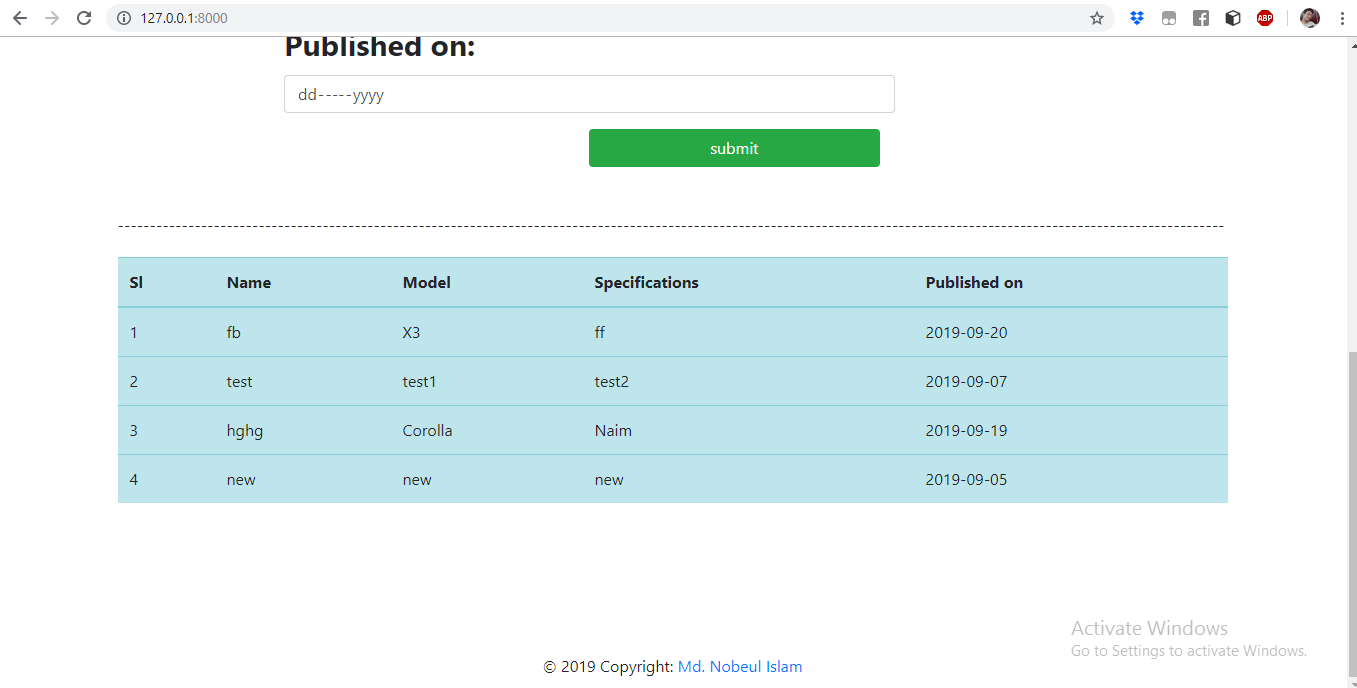 127.0.0.1:8000
ABP
Published on:
dd-----yyyy
submit
--------------------------------------------------------------------------------------------------------------------------------------------------------------------------------
Sl Name Model Specifications Published on
1 fb X3 ff 2019-09-20
2 test test1 test2 2019-09-07
3 hghg Corolla Naim 2019-09-19
4 new new new 2019-09-05
Activate Windows
Go to Settings to activate Windows.
© 2019 Copyright: Md. Nobeul Islam